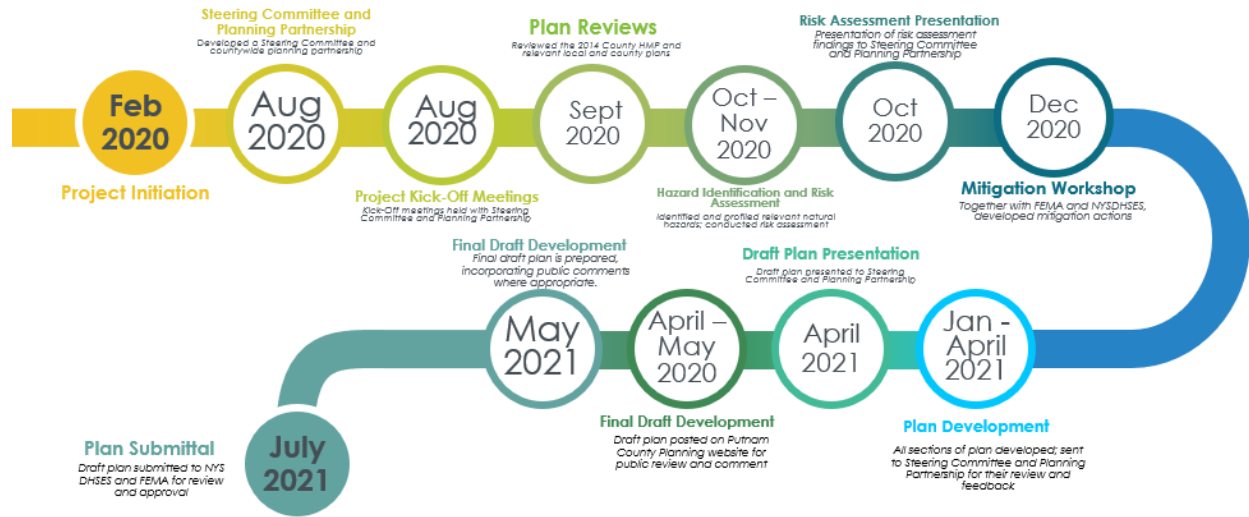 Steering Committee and
Planning Partnership
Developed a Steering Committee and
countywide planning partnership
Plan Reviews
Reviewed the 2014 County HMP and
relevant local and county plans
Risk Assessment Presentation
Presentation of risk assessment
findings to Steering Committee
and Planning Partnership
Feb
2020
Aug
2020
Aug
2020
Sept
2020
Oct –
Nov
2020
Oct
2020
Dec
2020
Project Initiation
Project Kick-Off Meetings
Kick-Off meetings held with Steering
Committee and Planning Partnership
Hazard Identification and Risk
Assessment
Identified and profiled relevant natural
hazards; conducted risk assessment
Mitigation Workshop
Together with FEMA and NYSDHSES,
developed mitigation actions
Final Draft Development
Final draft plan is prepared,
incorporating public comments
where appropriate.
Draft Plan Presentation
Draft plan presented to Steering
Committee and Planning Partnership
May
2021
April –
May
2020
April
2021
Jan -
April
2021
Final Draft Development
Draft plan posted on Putnam
County Planning website for
public review and comment
Plan Development
All sections of plan developed; sent
to Steering Committee and Planning
Partnership for their review and
feedback
Plan Submittal
Draft plan submitted to NYS
DHSES and FEMA for review
and approval
July
2021